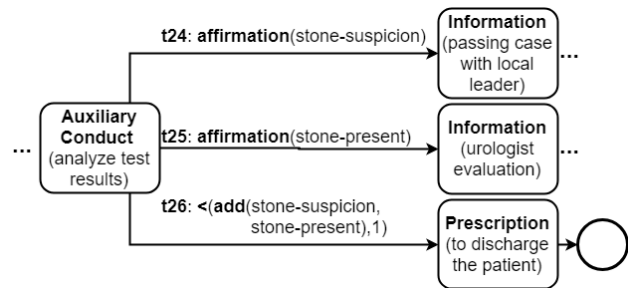 t24: affirmation(stone-suspicion)
Information
(passing case
with local
leader)
...
...
Auxiliary
Conduct
(analyze test
results)
t25: affirmation(stone-present)
Information
(urologist
evaluation)
...
t26: <(add(stone-suspicion,
stone-present),1)
Prescription
(to discharge
the patient)